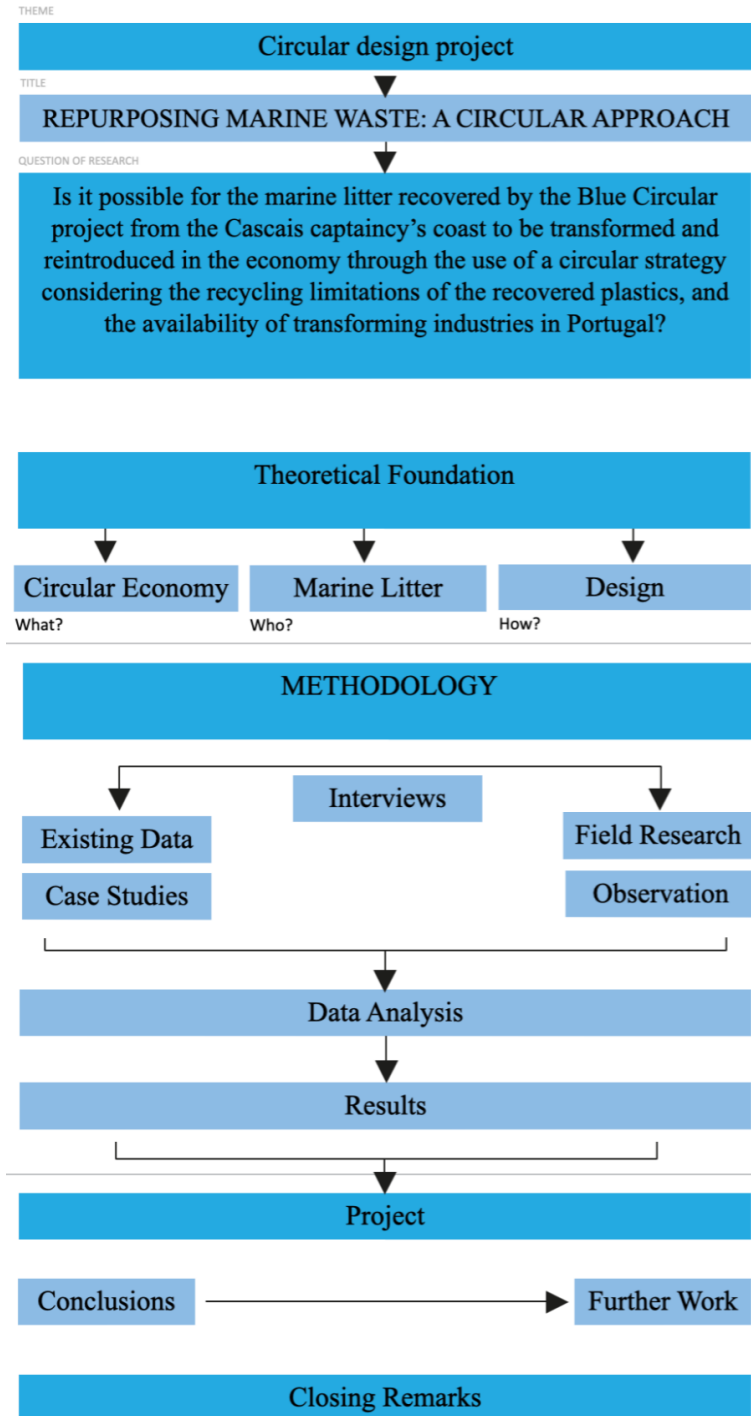 THEME
Circular design project
TITLE
REPURPOSING MARINE WASTE: A CIRCULAR APPROACH
QUESTION OF RESEARCH
Is it possible for the marine litter recovered by the Blue Circular
project from the Cascais captaincy's coast to be transformed and
reintroduced in the economy through the use of a circular strategy
considering the recycling limitations of the recovered plastics, and
the availability of transforming industries in Portugal?
Theoretical Foundation
Circular Economy
What?
Marine Litter
Who?
Design
How?
METHODOLOGY
Interviews
Existing Data
Case Studies
Field Research
Observation
Data Analysis
Results
Project
Conclusions
Further Work
Closing Remarks